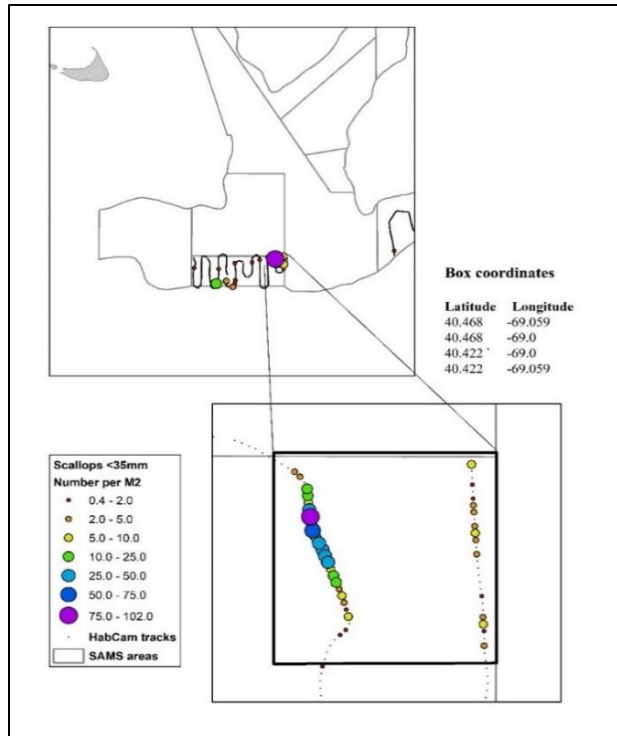 Box coordinates
Latitude Longitude
40.468 -69.059
40.468 -69.0
40.422 ` -69.0
40.422 -69.059
Scallops <35mm
Number per M2
0.4 - 2.0
2.0 - 5.0
5.0 - 10.0
10.0 - 25.0
25.0 - 50.0
50.0 - 75.0
75.0 - 102.0
HabCam tracks
SAMS areas